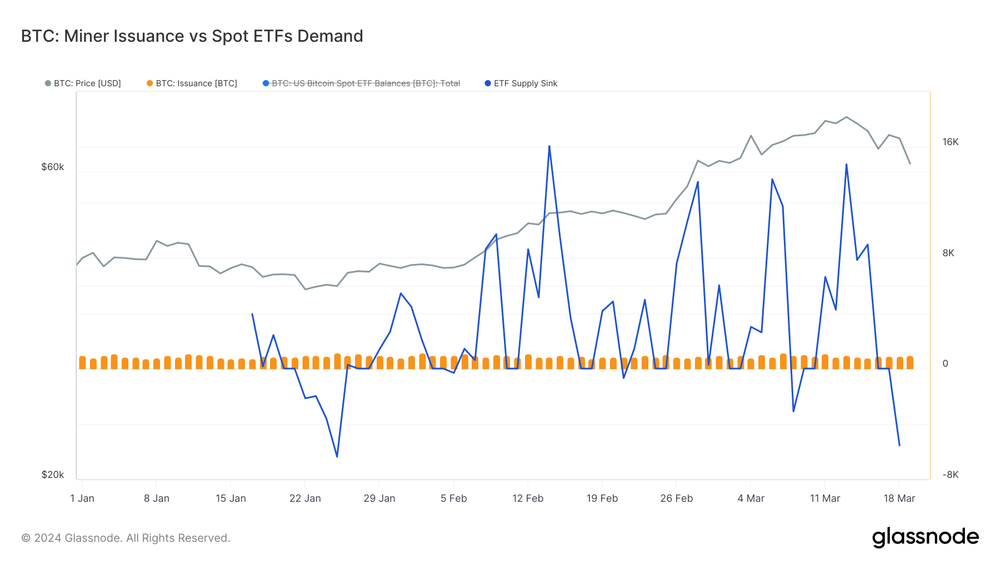 BTC: Miner Issuance vs Spot ETFs Demand
BTC: Price [USD] BTC: Issuance [BTC] BTC: US Bitcoin Spot ETF Balances [BTC]: Total ETF Supply Sink
$60k
$20k
16K
8K
0
-8K
1 Jan 8 Jan 15 Jan 22 Jan 29 Jan 5 Feb 12 Feb 19 Feb 26 Feb 4 Mar 11 Mar 18 Mar
© 2024 Glassnode. All Rights Reserved.
glassnode